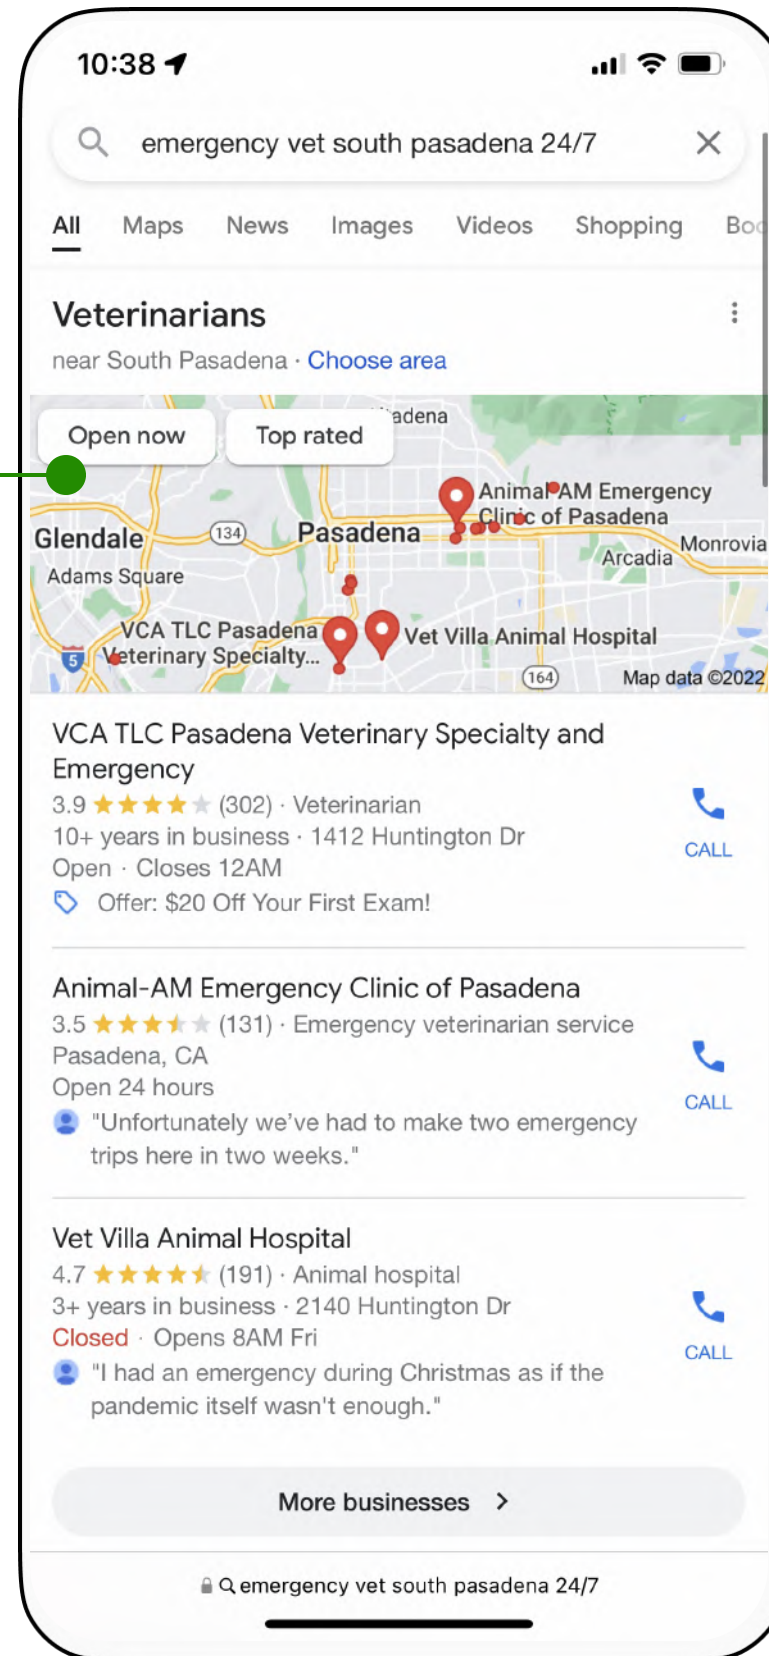 10:38
emergency vet south pasadena 24/7
All Maps News Images Videos Shopping Boo
Veterinarians
near South Pasadena · Choose area
adena
Open now Top rated
Animal-AM Emergency
Clinic of Pasadena
Glendale 134 Pasadena
Arcadia Monrovia
Adams Square
VCA TLC Pasadena
Veterinary Specialty...
Vet Villa Animal Hospital
5
164
Map data ©2022
VCA TLC Pasadena Veterinary Specialty and
Emergency
3.9 (302) · Veterinarian
10+ years in business · 1412 Huntington Dr
Open · Closes 12AM
Offer: $20 Off Your First Exam!
CALL
Animal-AM Emergency Clinic of Pasadena
3.5 (131) · Emergency veterinarian service
Pasadena, CA
Open 24 hours
"Unfortunately we've had to make two emergency
trips here in two weeks."
CALL
Vet Villa Animal Hospital
4.7 (191) · Animal hospital
3+ years in business · 2140 Huntington Dr
Closed · Opens 8AM Fri
"I had an emergency during Christmas as if the
pandemic itself wasn't enough."
CALL
More businesses >
emergency vet south pasadena 24/7